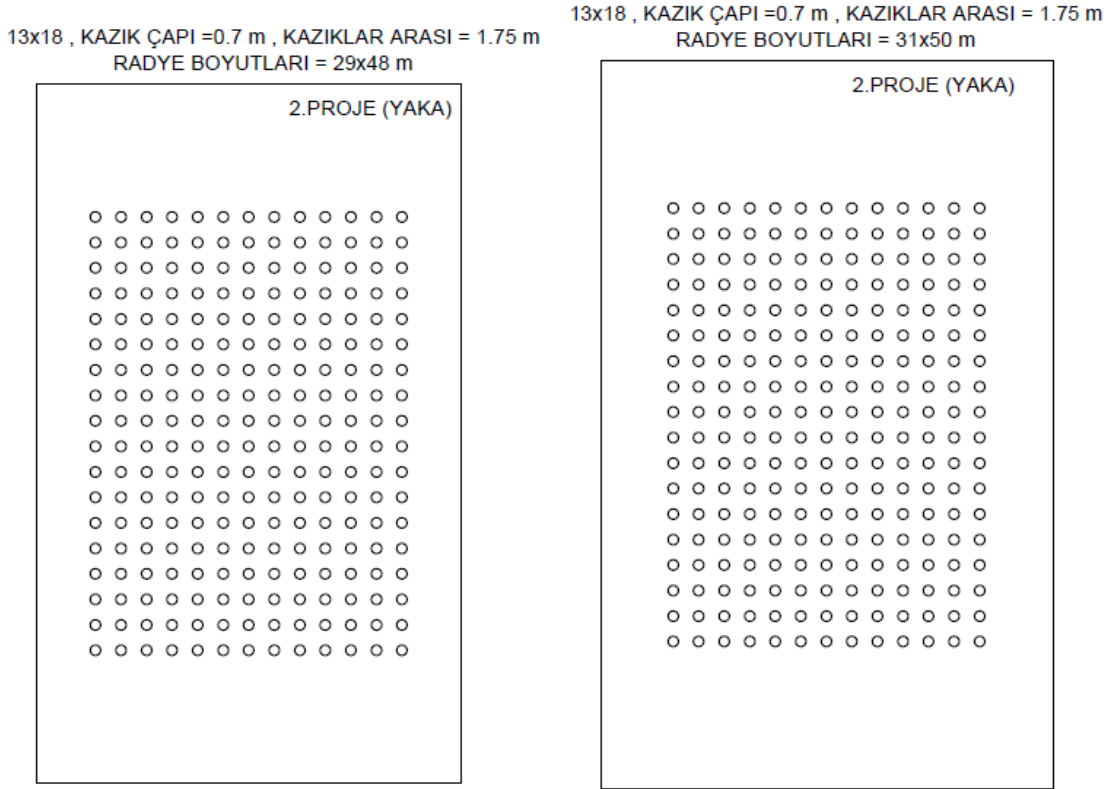 13x18 , KAZIK ÇAPI =0.7 m , KAZIKLAR ARASI = 1.75 m
RADYE BOYUTLARI = 29x48 m
2.PROJE (YAKA)
13x18 , KAZIK ÇAPI =0.7 m , KAZIKLAR ARASI = 1.75 m
RADYE BOYUTLARI = 31x50 m
2.PROJE (YAKA)